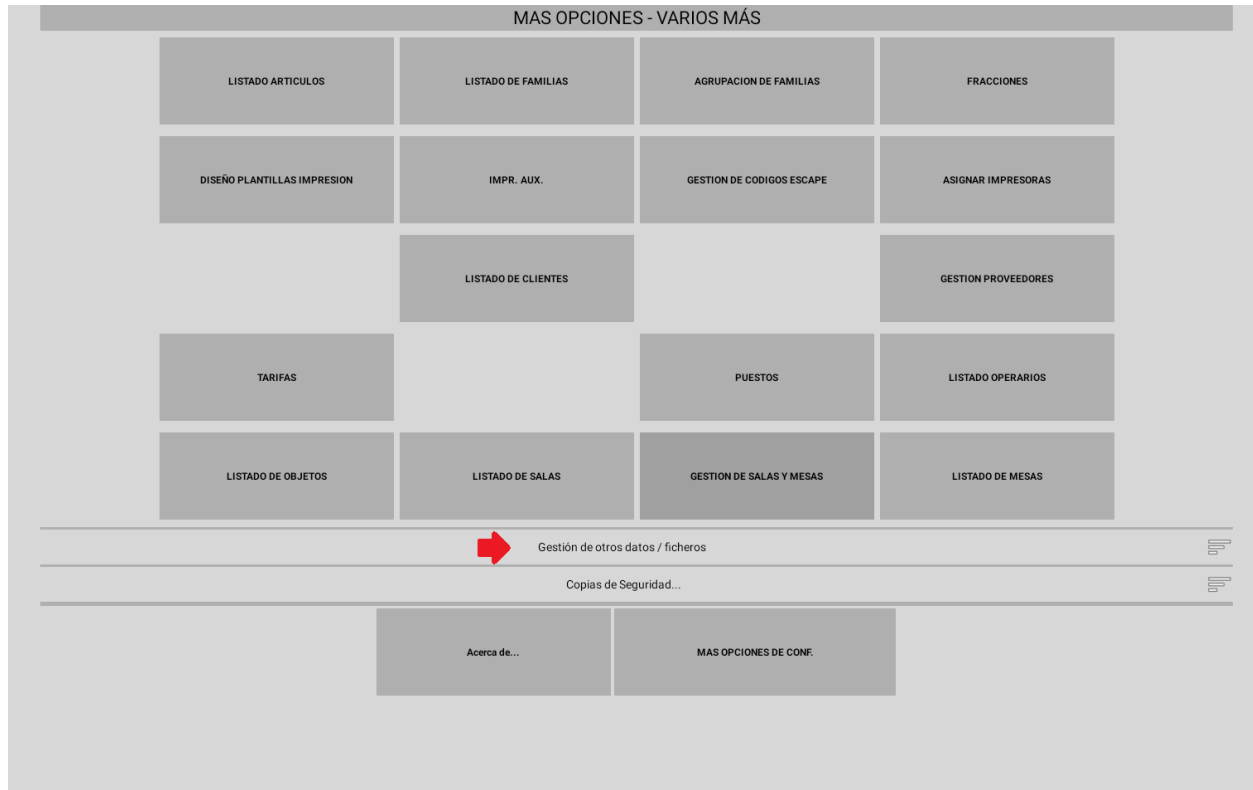 MAS OPCIONES - VARIOS MÁS
LISTADO ARTICULOS
LISTADO DE FAMILIAS
AGRUPACION DE FAMILIAS
FRACCIONES
DISEÑO PLANTILLAS IMPRESION
IMPR. AUX.
GESTION DE CODIGOS ESCAPE
ASIGNAR IMPRESORAS
LISTADO DE CLIENTES
GESTION PROVEEDORES
TARIFAS
PUESTOS
LISTADO OPERARIOS
LISTADO DE OBJETOS
LISTADO DE SALAS
GESTION DE SALAS Y MESAS
LISTADO DE MESAS
Gestión de otros datos / ficheros
Copias de Seguridad...
Acerca de...
MAS OPCIONES DE CONF.